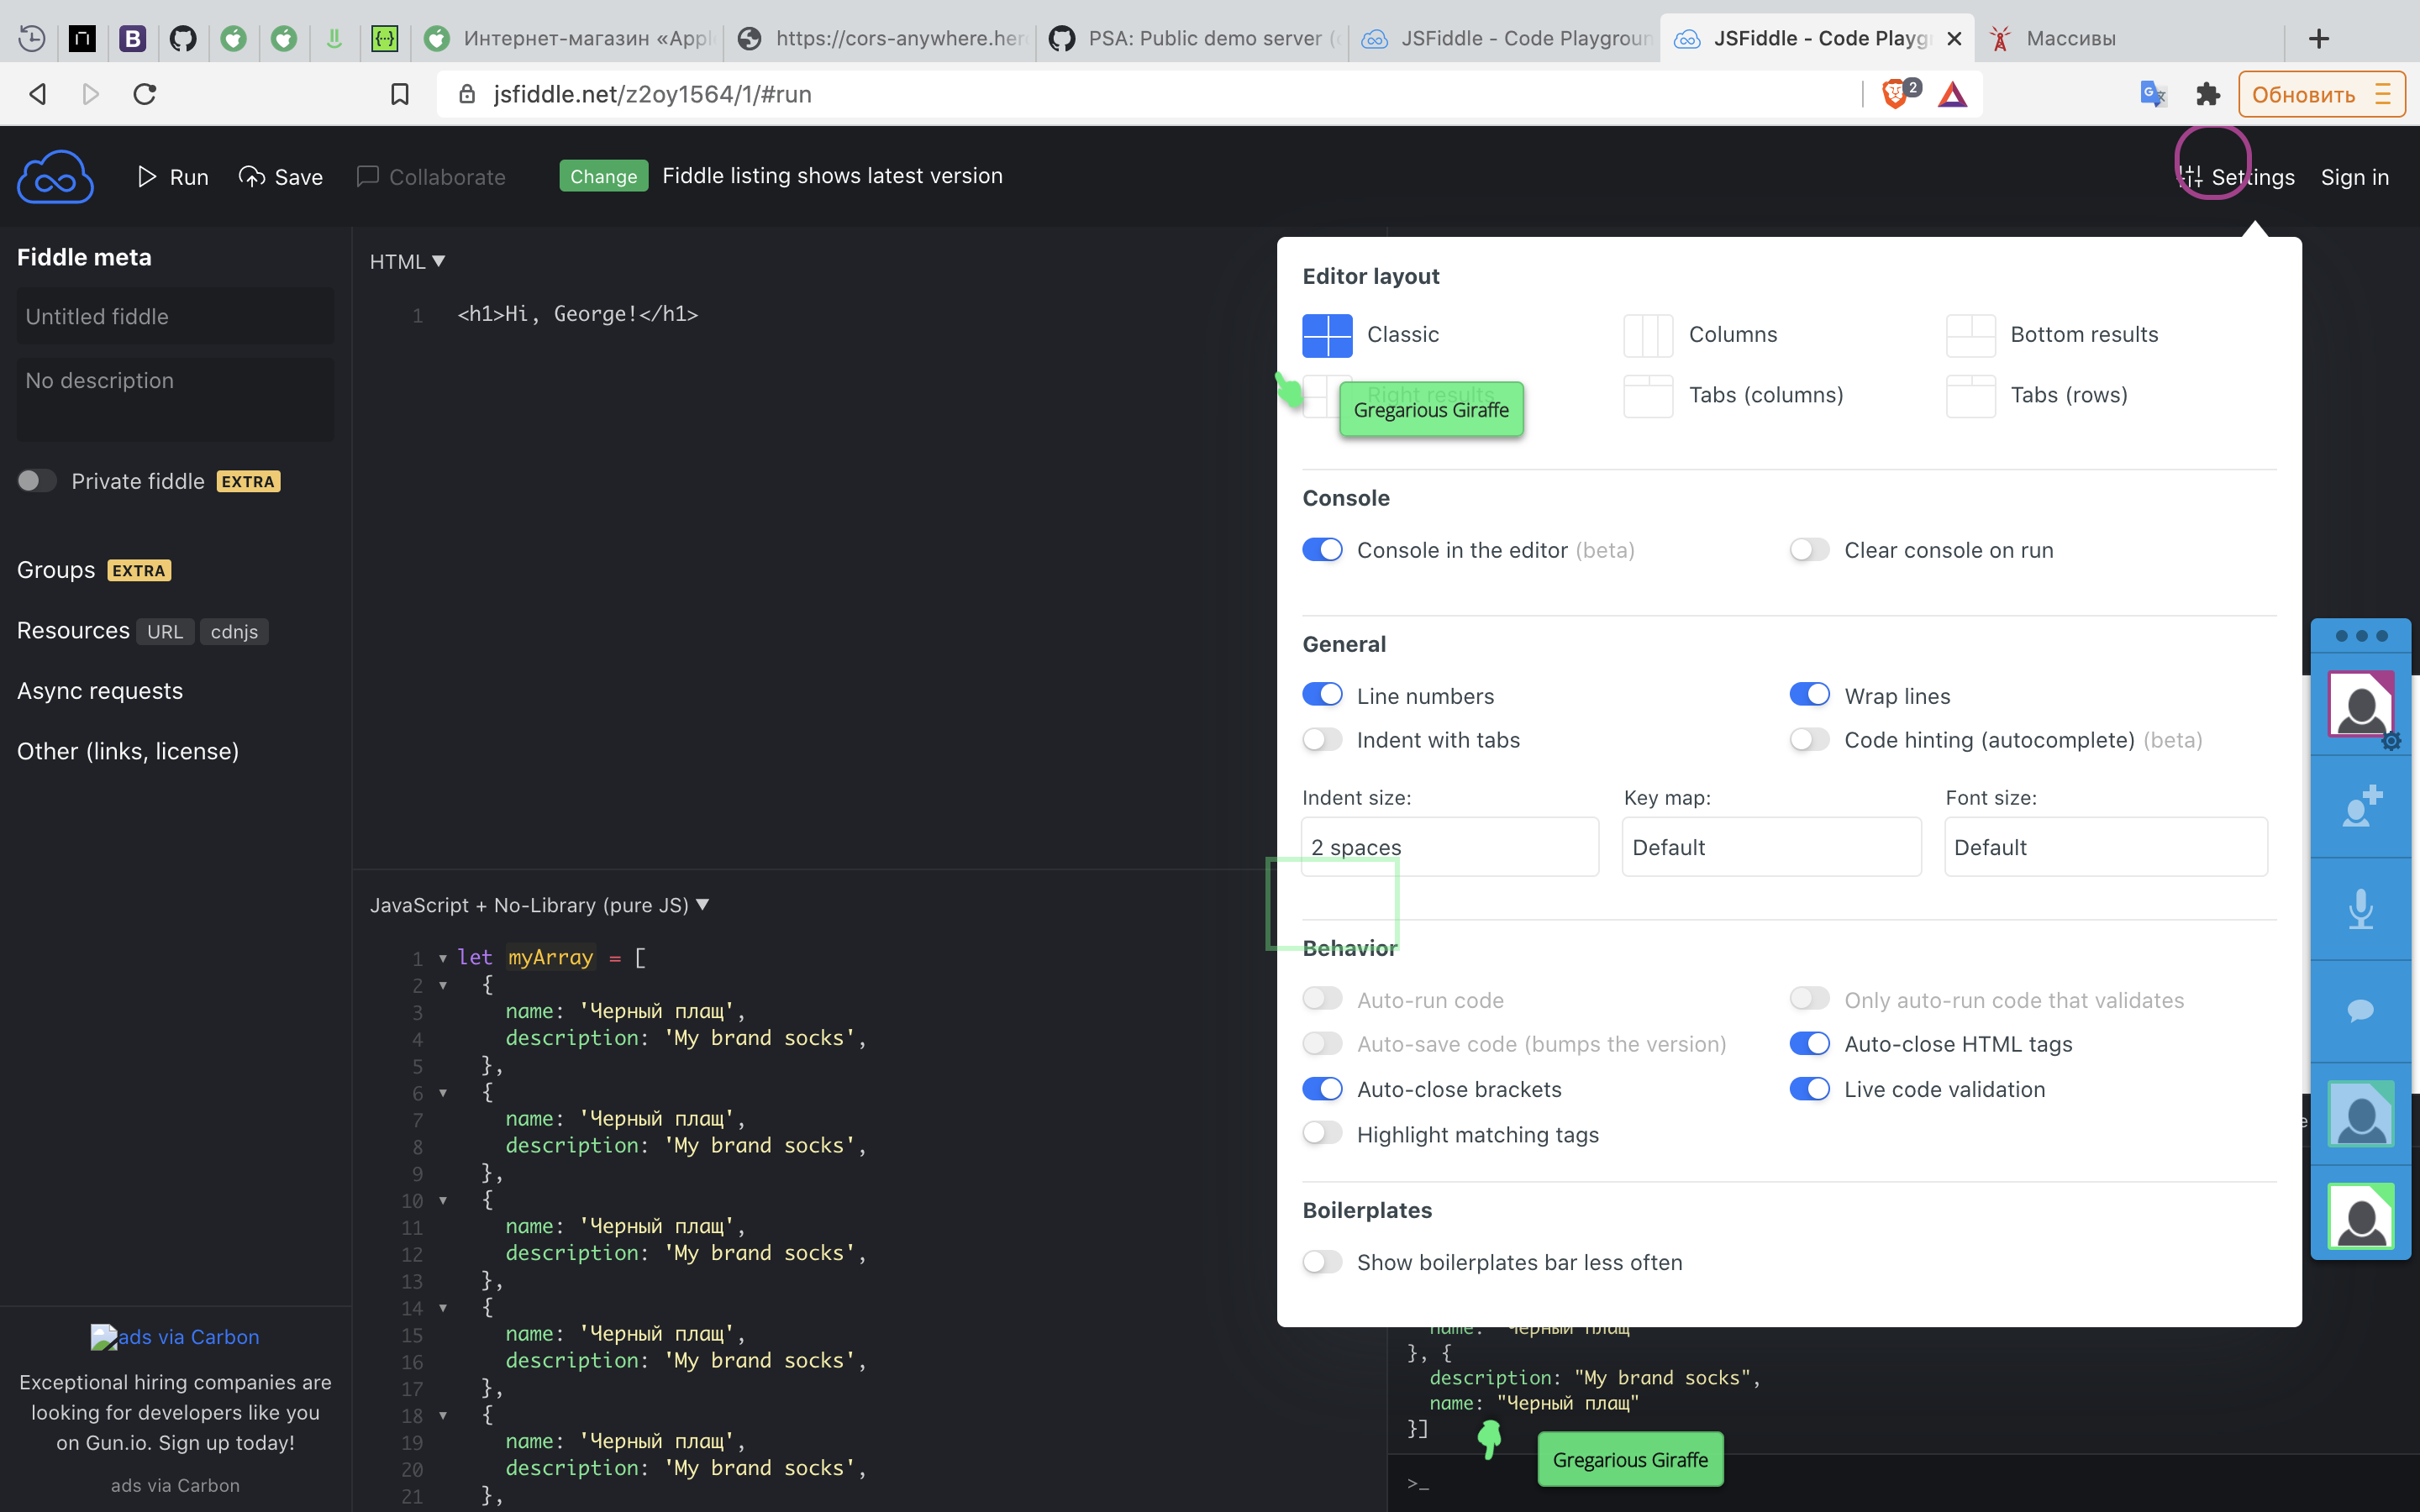 Интернет-магазин «Appl
https://cors-anywhere.her
PSA: Public demo server (c
JSFiddle - Code Playgroun
JSFiddle - Code Playg
Массивы
jsfiddle.net/z2oy1564/1/#run
2
Обновить
Run
Save
Collaborate
Change
Fiddle listing shows latest version
Settings
Sign in
Fiddle meta
Untitled fiddle
No description
Private fiddle EXTRA
Groups EXTRA
Resources URL cdnjs
Async requests
Other (links, license)
ads via Carbon
Exceptional hiring companies are
looking for developers like you
on Gun.io. Sign up today!
ads via Carbon
HTML ▼
1 <h1>Hi, George!</h1>
JavaScript + No-Library (pure JS) ▼
1 let myArray = [
2 {
3 name: 'Черный плащ',
4 description: 'My brand socks',
5 },
6 {
7 name: 'Черный плащ',
8 description: 'My brand socks',
9 },
10 {
11 name: 'Черный плащ',
12 description: 'My brand socks',
13 },
14 {
15 name: 'Черный плащ',
16 description: 'My brand socks',
17 },
18 {
19 name: 'Черный плащ',
20 description: 'My brand socks',
21 },
Editor layout
Classic
Columns
Bottom results
Right results
Gregarious Giraffe
Tabs (columns)
Tabs (rows)
Console
Console in the editor (beta)
Clear console on run
General
Line numbers
Wrap lines
Indent with tabs
Code hinting (autocomplete) (beta)
Indent size:
Key map:
Font size:
2 spaces
Default
Default
Behavior
Auto-run code
Only auto-run code that validates
Auto-save code (bumps the version)
Auto-close HTML tags
Auto-close brackets
Live code validation
Highlight matching tags
Boilerplates
Show boilerplates bar less often
name: "Черный плащ"
}, {
description: "My brand socks",
name: "Черный плащ"
}]
Gregarious Giraffe
>_